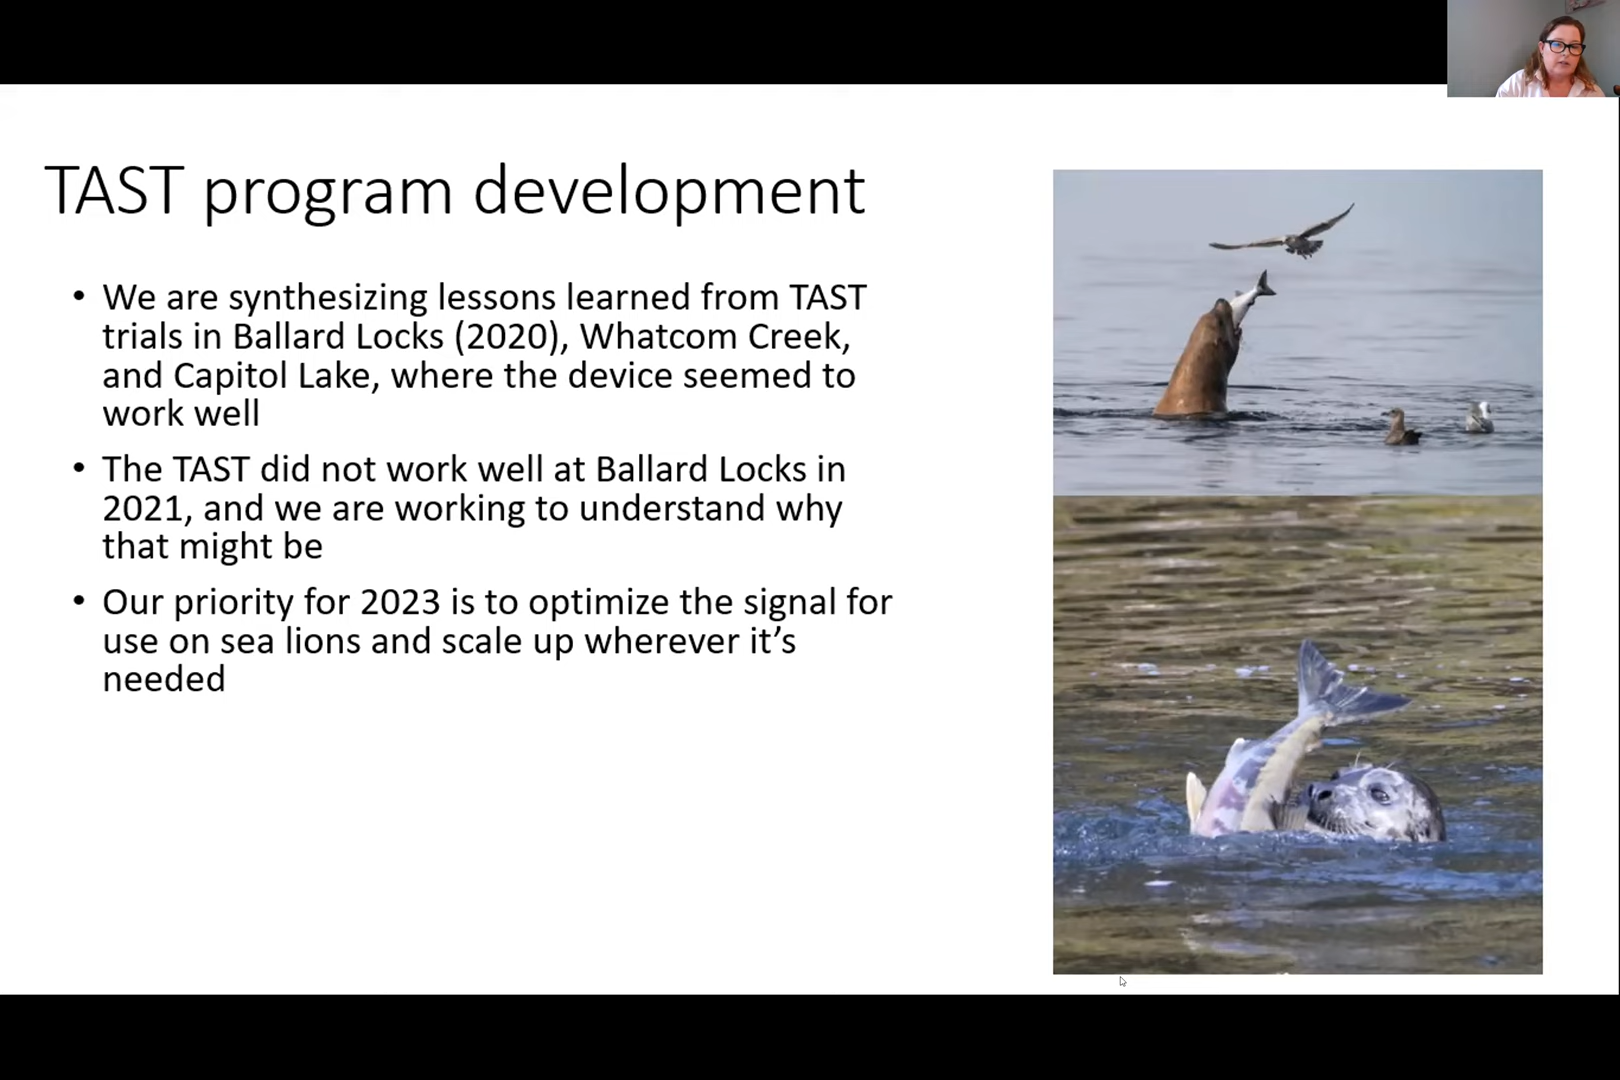 TAST program development
• We are synthesizing lessons learned from TAST
trials in Ballard Locks (2020), Whatcom Creek,
and Capitol Lake, where the device seemed to
work well
• The TAST did not work well at Ballard Locks in
2021, and we are working to understand why
that might be
• Our priority for 2023 is to optimize the signal for
use on sea lions and scale up wherever it’s
needed